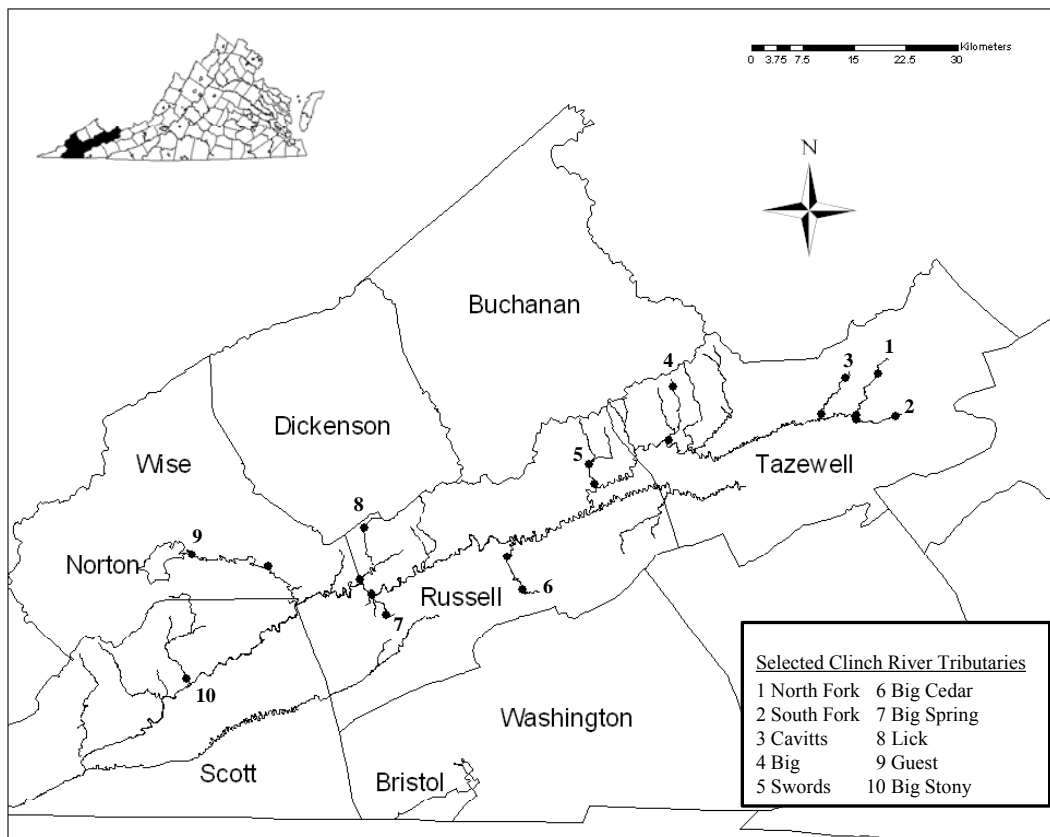 Kilometers
0 3.75 7.5 15 22.5 30
N
Buchanan
1
3
4
2
Dickenson
Wise
5
Tazewell
8
9
Norton
Russell
6
7
10
Washington
Scott
Bristol
Selected Clinch River Tributaries
1 North Fork 6 Big Cedar
2 South Fork 7 Big Spring
3 Cavitts 8 Lick
4 Big 9 Guest
5 Swords 10 Big Stony